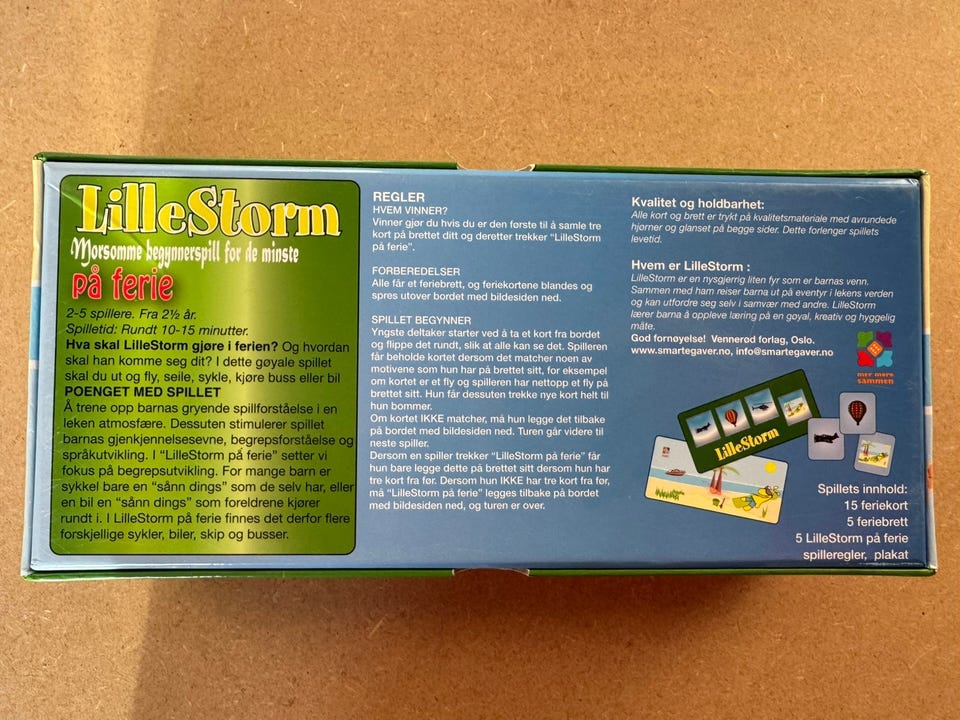 LilleStorm
Morsomme begynnerspill for de minste
på ferie
2-5 spillere. Fra 2½ år.
Spilletid: Rundt 10-15 minutter.
Hva skal LilleStorm gjøre i ferien? Og hvordan
skal han komme seg dit? I dette gøyale spillet
skal du ut og fly, seile, sykle, kjøre buss eller bil
POENGET MED SPILLET
Å trene opp barnas gryende spillforståelse i en
leken atmosfære. Dessuten stimulerer spillet
barnas gjenkjennelsesevne, begrepsforståelse og
språkutvikling. I “LilleStorm på ferie” setter vi
fokus på begrepsutvikling. For mange barn er
sykkel bare en “sånn dings” som de selv har, eller
en bil en “sånn dings” som foreldrene kjører
rundt i. I LilleStorm på ferie finnes det derfor flere
forskjellige sykler, biler, skip og busser.
REGLER
HVEM VINNER?
Vinner gjør du hvis du er den første til å samle tre
kort på brettet ditt og deretter trekker “LilleStorm
på ferie”.
FORBEREDELSER
Alle får et feriebrett, og feriekortene blandes og
spres utover bordet med bildesiden ned.
SPILLET BEGYNNER
Yngste deltaker starter ved å ta et kort fra bordet
og flippe det rundt, slik at alle kan se det. Spilleren
får beholde kortet dersom det matcher noen av
motivene som hun har på brettet sitt, for eksempel
om kortet er et fly og spilleren har nettopp et fly på
brettet sitt. Hun får dessuten trekke nye kort helt til
hun bommer.
Om kortet IKKE matcher, må hun legge det tilbake
på bordet med bildesiden ned. Turen går videre til
neste spiller.
Dersom en spiller trekker “LilleStorm på ferie” får
hun bare legge dette på brettet sitt dersom hun har
tre kort fra før. Dersom hun IKKE har tre kort fra før,
må “LilleStorm på ferie” legges tilbake på bordet
med bildesiden ned, og turen er over.
Kvalitet og holdbarhet:
Alle kort og brett er trykt på kvalitetsmateriale med avrundede
hjørner og glanset på begge sider. Dette forlenger spillets
levetid.
Hvem er LilleStorm :
LilleStorm er en nysgjerrig liten fyr som er barnas venn.
Sammen med ham reiser barna ut på eventyr i lekens verden
og kan utfordre seg selv i samvær med andre. LilleStorm
lærer barna å oppleve læring på en gøyal, kreativ og hyggelig
måte.
God fornøyelse! Vennerød forlag, Oslo.
www.smartegaver.no, info@smartegaver.no
mer moro
sammen
LilleStorm
Spillets innhold:
15 feriekort
5 feriebrett
5 LilleStorm på ferie
spilleregler, plakat